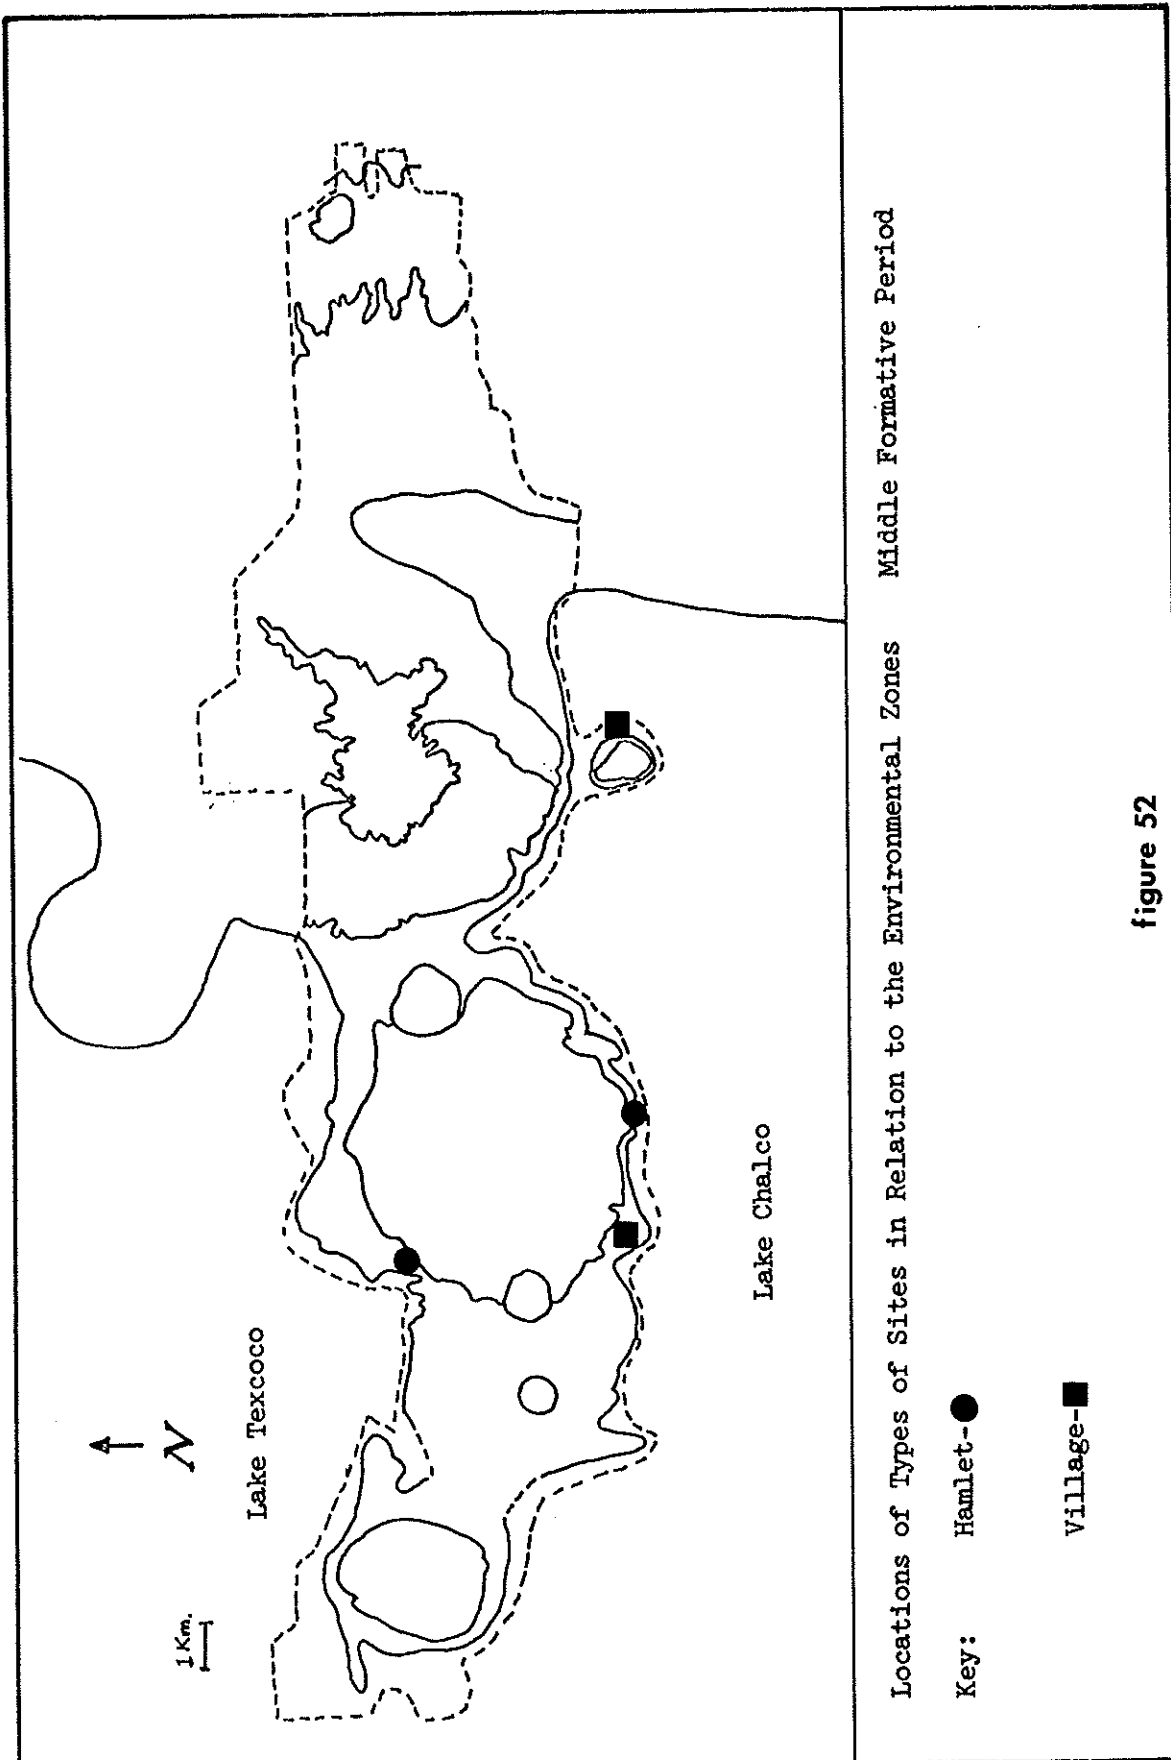 1 Km.
N
Lake Texcoco
Lake Chalco
Locations of Types of Sites in Relation to the Environmental Zones Middle Formative Period
Key: Hamlet-●
Village-■
figure 52